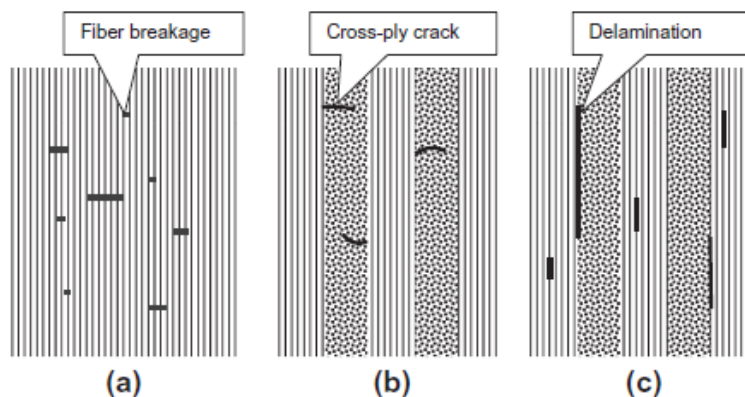 Fiber breakage
Cross-ply crack
Delamination
(a)
(b)
(c)